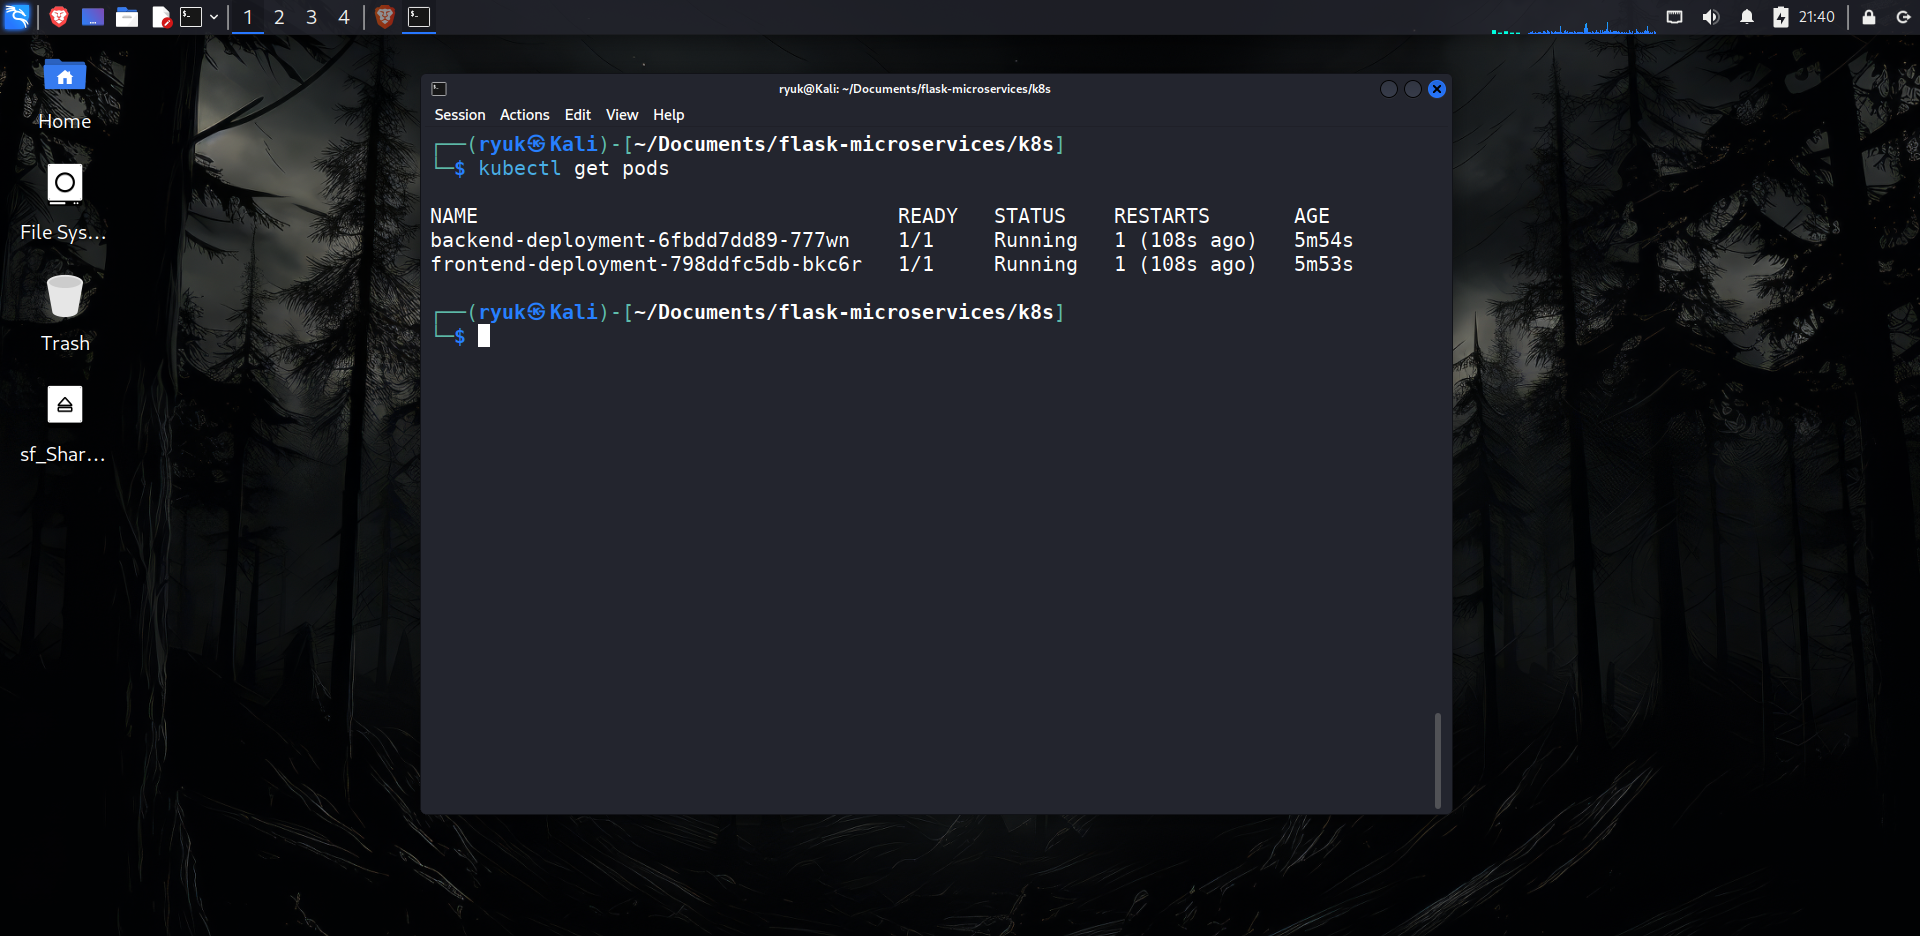 1 2 3 4
21:40
Home
File Sys...
Trash
sf_Shar...
ryuk@Kali: ~/Documents/flask-microservices/k8s
Session Actions Edit View Help
┌──(ryuk㉿Kali)-[~/Documents/flask-microservices/k8s]
└─$ kubectl get pods
NAME READY STATUS RESTARTS AGE
backend-deployment-6fbdd7dd89-777wn 1/1 Running 1 (108s ago) 5m54s
frontend-deployment-798ddfc5db-bkc6r 1/1 Running 1 (108s ago) 5m53s
┌──(ryuk㉿Kali)-[~/Documents/flask-microservices/k8s]
└─$